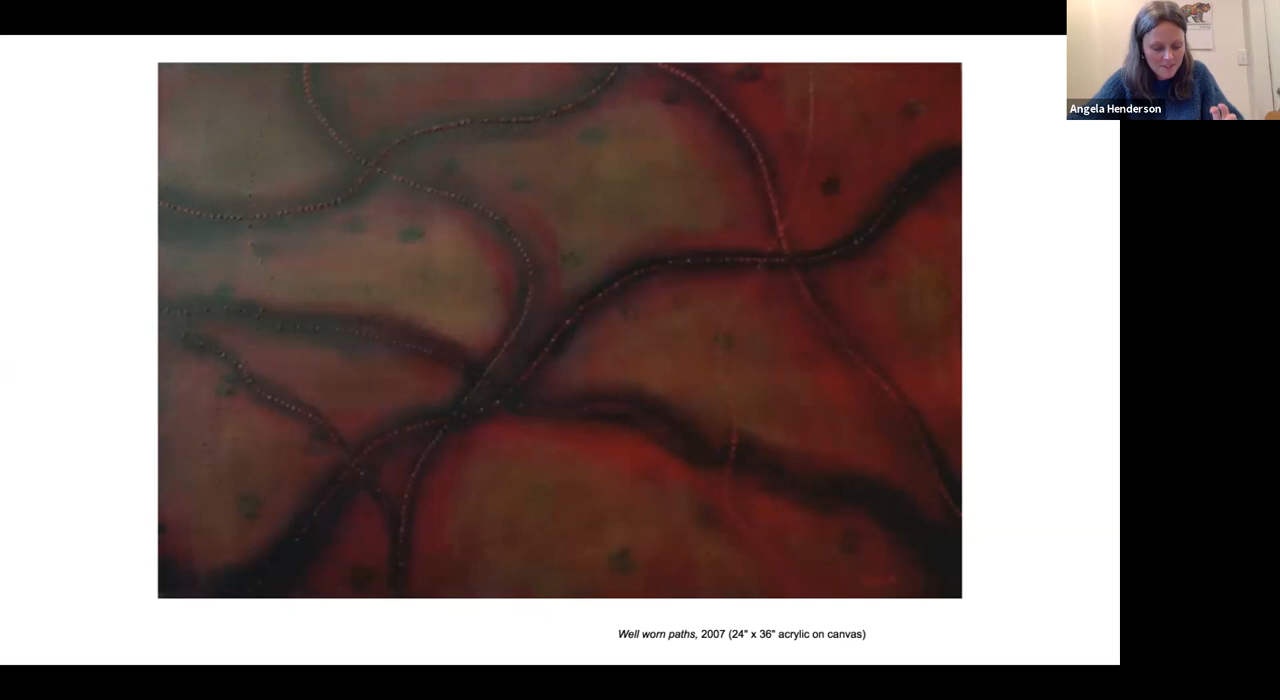 Angela Henderson
Well worn paths, 2007 (24” x 36” acrylic on canvas)